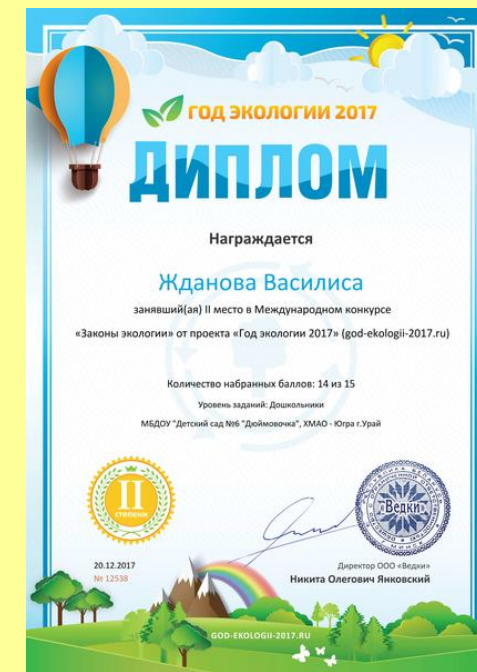 ГОД ЭКОЛОГИИ 2017
ДИПЛОМ
Награждается
Жданова Василиса
занявший(ая) II место в Международном конкурсе
«Законы экологии» от проекта «Год экологии 2017» (god-ekologii-2017.ru)
Количество набранных баллов: 14 из 15
Уровень заданий: Дошкольники
МБДОУ "Детский сад №6 "Дюймовочка", ХМАО - Югра г.Урай
II
степени
«Ведки»
МИНСК
20.12.2017
№ 12538
Директор ООО «Ведки»
Никита Олегович Янковский
GOD-EKOLOGII-2017.RU